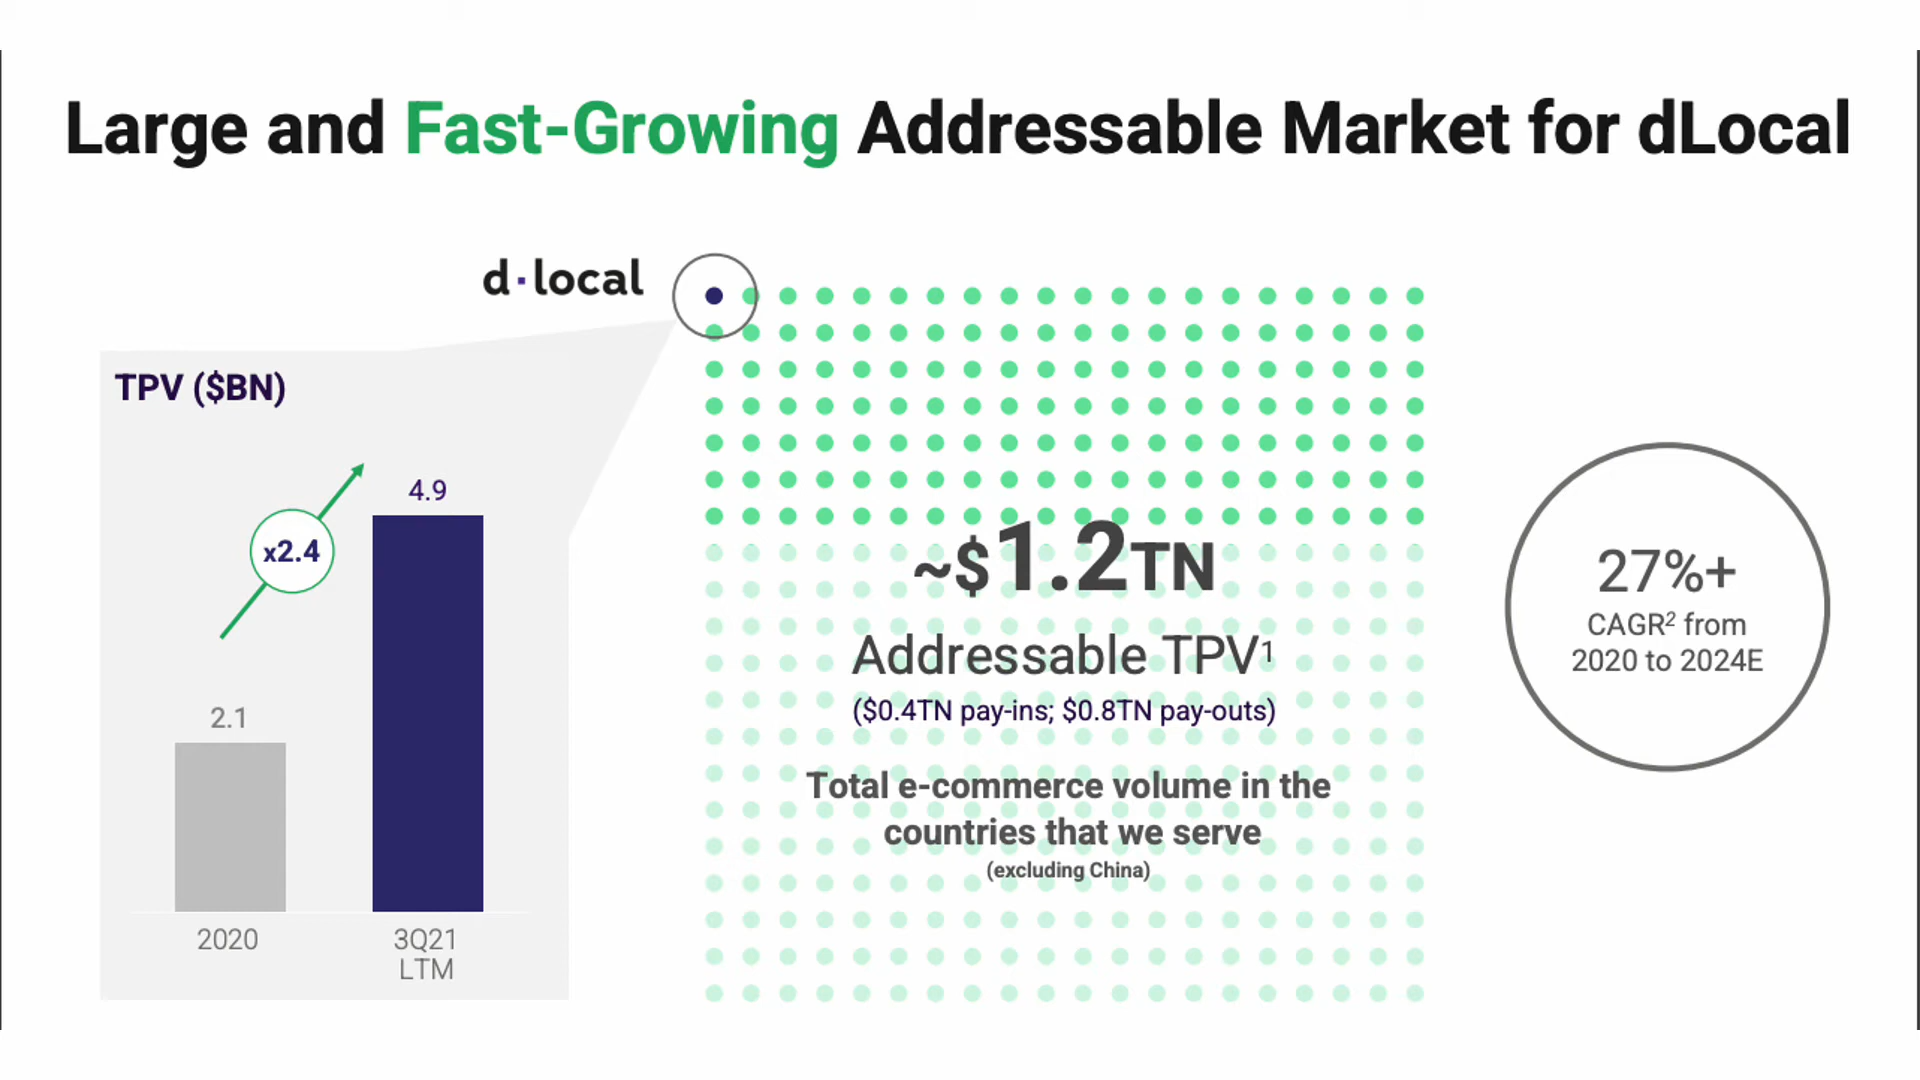 Large and Fast-Growing Addressable Market for dLocal
d·local
TPV ($BN)
4.9
x2.4
2.1
2020
3Q21
LTM
~$1.2TN
Addressable TPV¹
($0.4TN pay-ins; $0.8TN pay-outs)
Total e-commerce volume in the
countries that we serve
(excluding China)
27%+
CAGR² from
2020 to 2024E